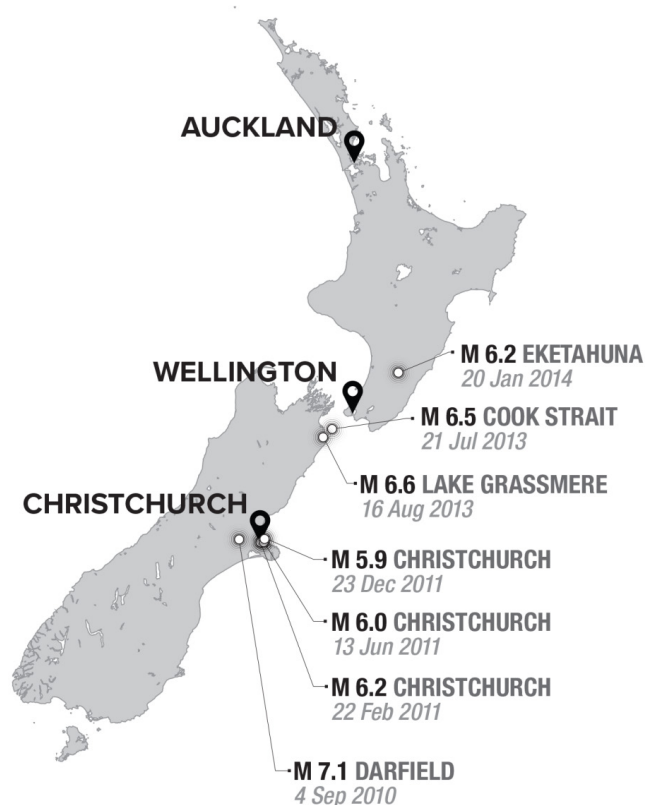 AUCKLAND
WELLINGTON
M 6.2 EKETAHUNA
20 Jan 2014
M 6.5 COOK STRAIT
21 Jul 2013
M 6.6 LAKE GRASSMERE
16 Aug 2013
CHRISTCHURCH
M 5.9 CHRISTCHURCH
23 Dec 2011
M 6.0 CHRISTCHURCH
13 Jun 2011
M 6.2 CHRISTCHURCH
22 Feb 2011
M 7.1 DARFIELD
4 Sep 2010